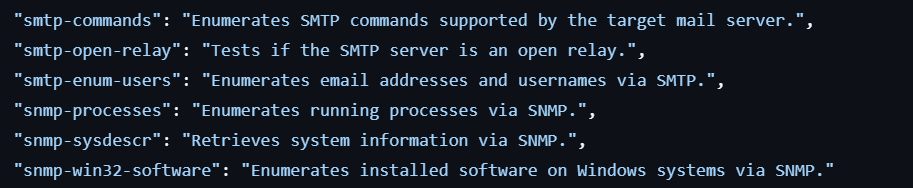 "smtp-commands": "Enumerates SMTP commands supported by the target mail server.",
"smtp-open-relay": "Tests if the SMTP server is an open relay.",
"smtp-enum-users": "Enumerates email addresses and usernames via SMTP.",
"snmp-processes": "Enumerates running processes via SNMP.",
"snmp-sysdescr": "Retrieves system information via SNMP.",
"snmp-win32-software": "Enumerates installed software on Windows systems via SNMP."